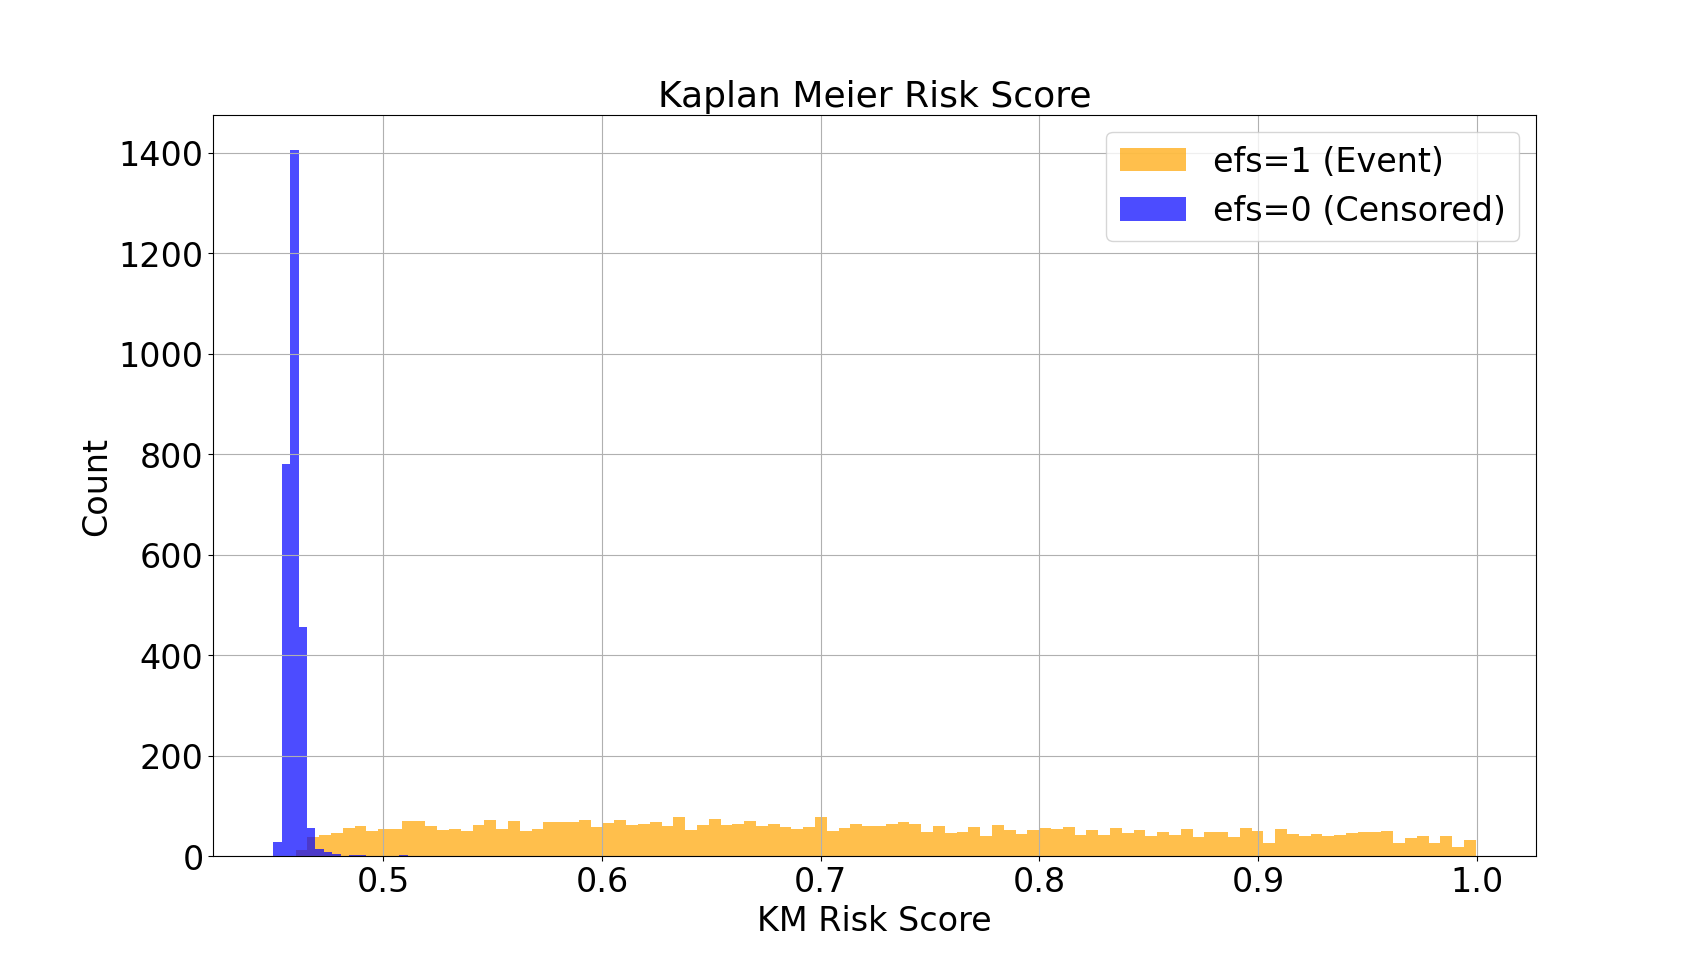 Kaplan Meier Risk Score
efs=1 (Event)
efs=0 (Censored)
1400
1200
1000
800
600
400
200
0
Count
0.5 0.6 0.7 0.8 0.9 1.0
KM Risk Score